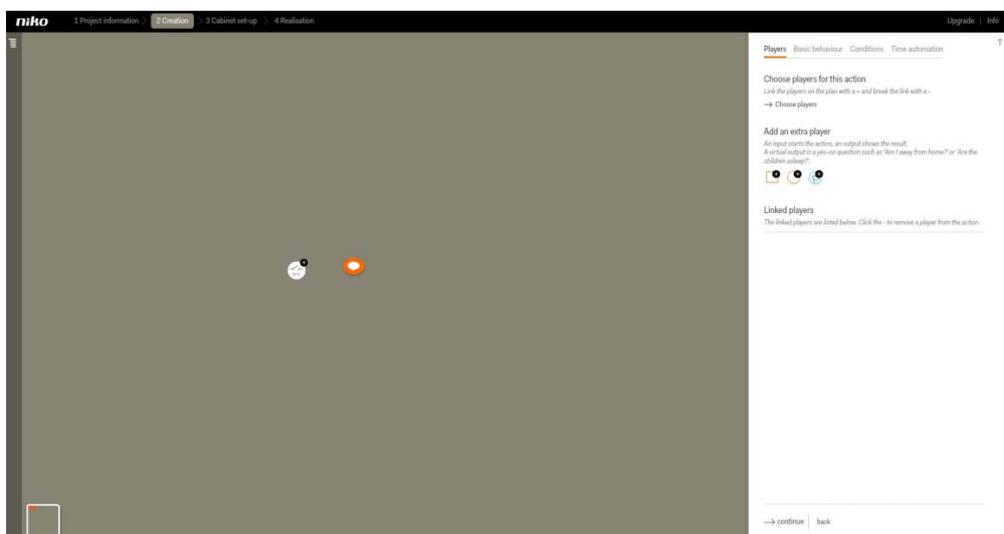 niko
1 Project information
2 Creation
3 Cabinet set-up
4 Realisation
Upgrade | Info
Players Basic behaviour Conditions Time automation
Choose players for this action
Link the players on the plan with a + and break the link with a -.
→ Choose players
Add an extra player
An input starts the action, an output shows the result.
A virtual output is a yes-no question such as 'Am I away from home?' or 'Are the
children asleep?'.
Linked players
The linked players are listed below. Click the - to remove a player from the action.
→ continue | back